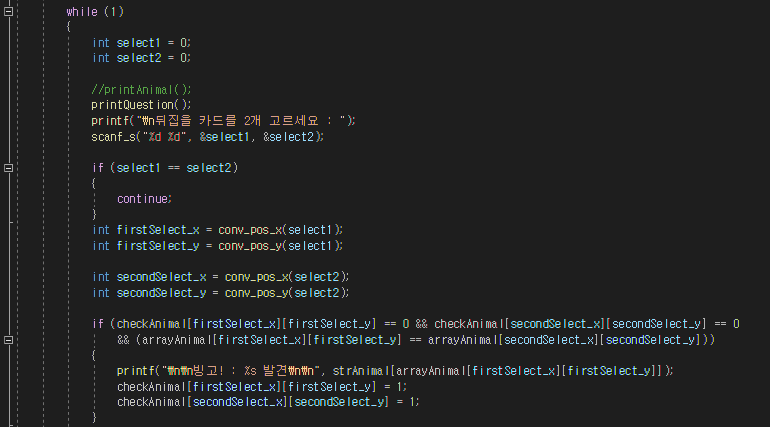 while (1)
{
int select1 = 0;
int select2 = 0;
//printAnimal();
printQuestion();
printf("₩n뒤집을 카드를 2개 고르세요 : ");
scanf_s("%d %d", &select1, &select2);
if (select1 == select2)
{
continue;
}
int firstSelect_x = conv_pos_x(select1);
int firstSelect_y = conv_pos_y(select1);
int secondSelect_x = conv_pos_x(select2);
int secondSelect_y = conv_pos_y(select2);
if (checkAnimal[firstSelect_x][firstSelect_y] == 0 && checkAnimal[secondSelect_x][secondSelect_y] == 0
&& (arrayAnimal[firstSelect_x][firstSelect_y] == arrayAnimal[secondSelect_x][secondSelect_y]))
{
printf("₩n₩n빙고! : %s 발견₩n₩n", strAnimal[arrayAnimal[firstSelect_x][firstSelect_y]]);
checkAnimal[firstSelect_x][firstSelect_y] = 1;
checkAnimal[secondSelect_x][secondSelect_y] = 1;
}